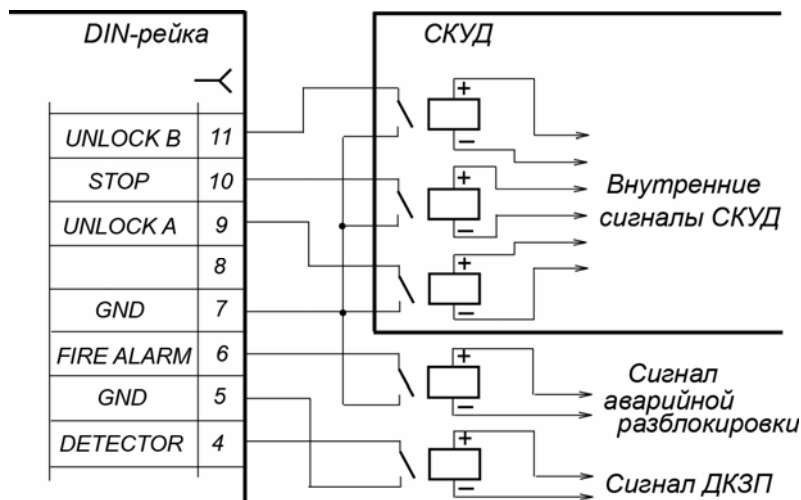 DIN-рейка
СКУД
UNLOCK B 11
STOP 10
UNLOCK A 9
8
GND 7
FIRE ALARM 6
GND 5
DETECTOR 4
+
−
+
−
+
−
Внутренние
сигналы СКУД
+
−
Сигнал
аварийной
разблокировки
+
−
Сигнал ДКЗП